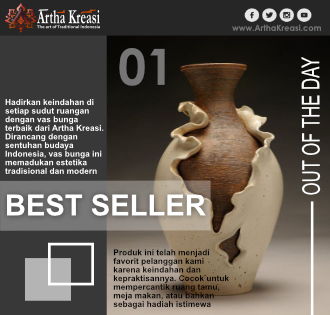 Artha Kreasi
The art of Traditional Indonesia
www.ArthaKreasi.com
01
Hadirkan keindahan di
setiap sudut ruangan
dengan vas bunga
terbaik dari Artha Kreasi.
Dirancang dengan
sentuhan budaya
Indonesia, vas bunga ini
memadukan estetika
tradisional dan modern
OUT OF THE DAY
BEST SELLER
Produk ini telah menjadi
favorit pelanggan kami
karena keindahan dan
kepraktisannya. Cocok untuk
mempercantik ruang tamu,
meja makan, atau bahkan
sebagai hadiah istimewa